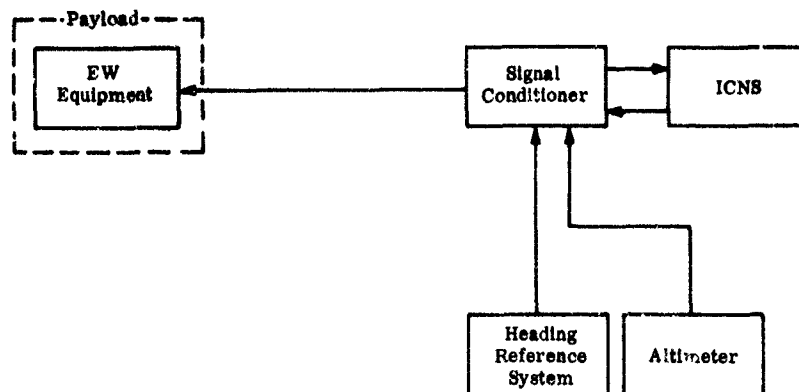 Payload
EW
Equipment
Signal
Conditioner
ICNS
Heading
Reference
System
Altimeter